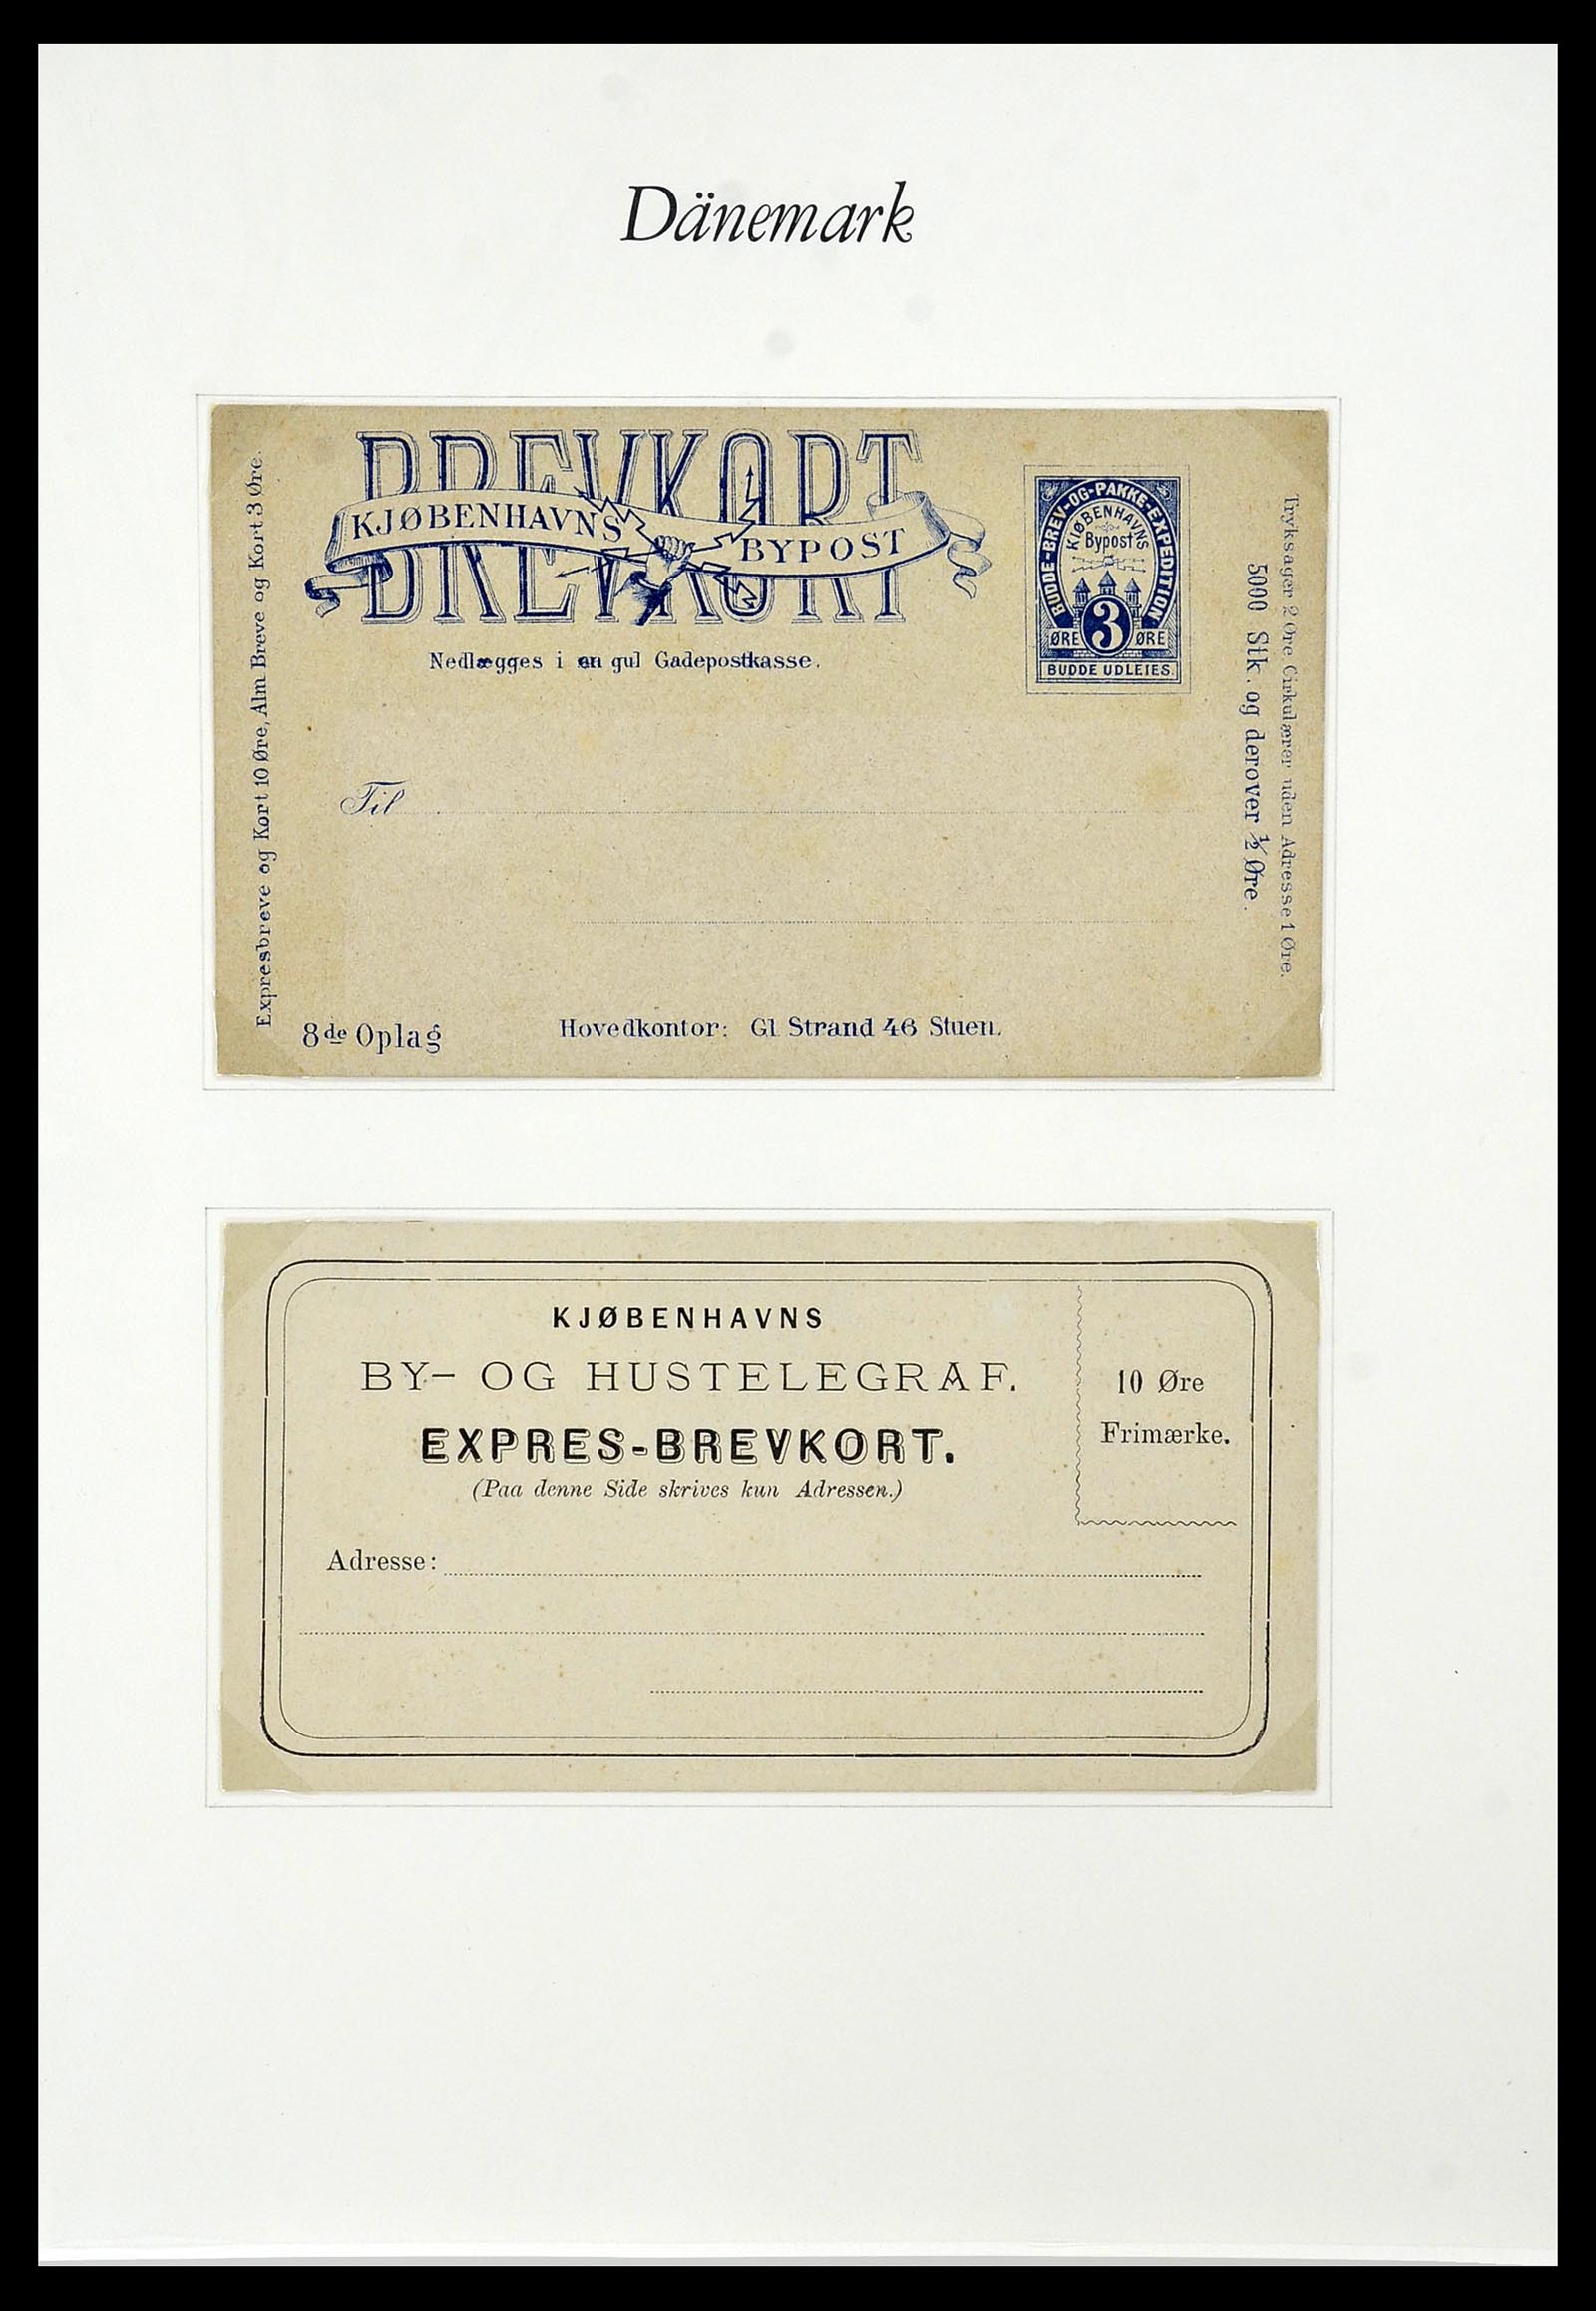 Dänemark
BREVKORT
KJØBENHAVNS BYPOST
Nedlægges i en gul Gadepostkasse.
BUDDE-BREV-OG-PAKKE-EXPEDITION
KJØBENHAVNS
Bypost
ØRE 3 ØRE
BUDDE UDLEIES.
Expresbreve og Kort 10 Øre, Alm Breve og Kort 3 Øre.
Tryksager 2 Øre Cirkulærer uden Adresse 1 Øre.
5000 Stk. og derover ½ Øre.
Til
8de Oplag
Hovedkontor: Gl. Strand 46 Stuen.
KJØBENHAVNS
BY- OG HUSTELEGRAF.
EXPRES-BREVKORT.
(Paa denne Side skrives kun Adressen.)
10 Øre
Frimærke.
Adresse: